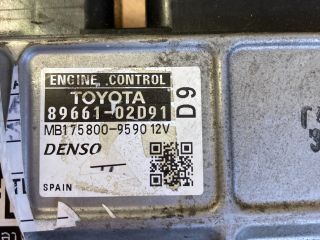 ENGINE CONTROL
TOYOTA
89661-02D91
D9
MB175800-9590 12V
DENSO
SPAIN